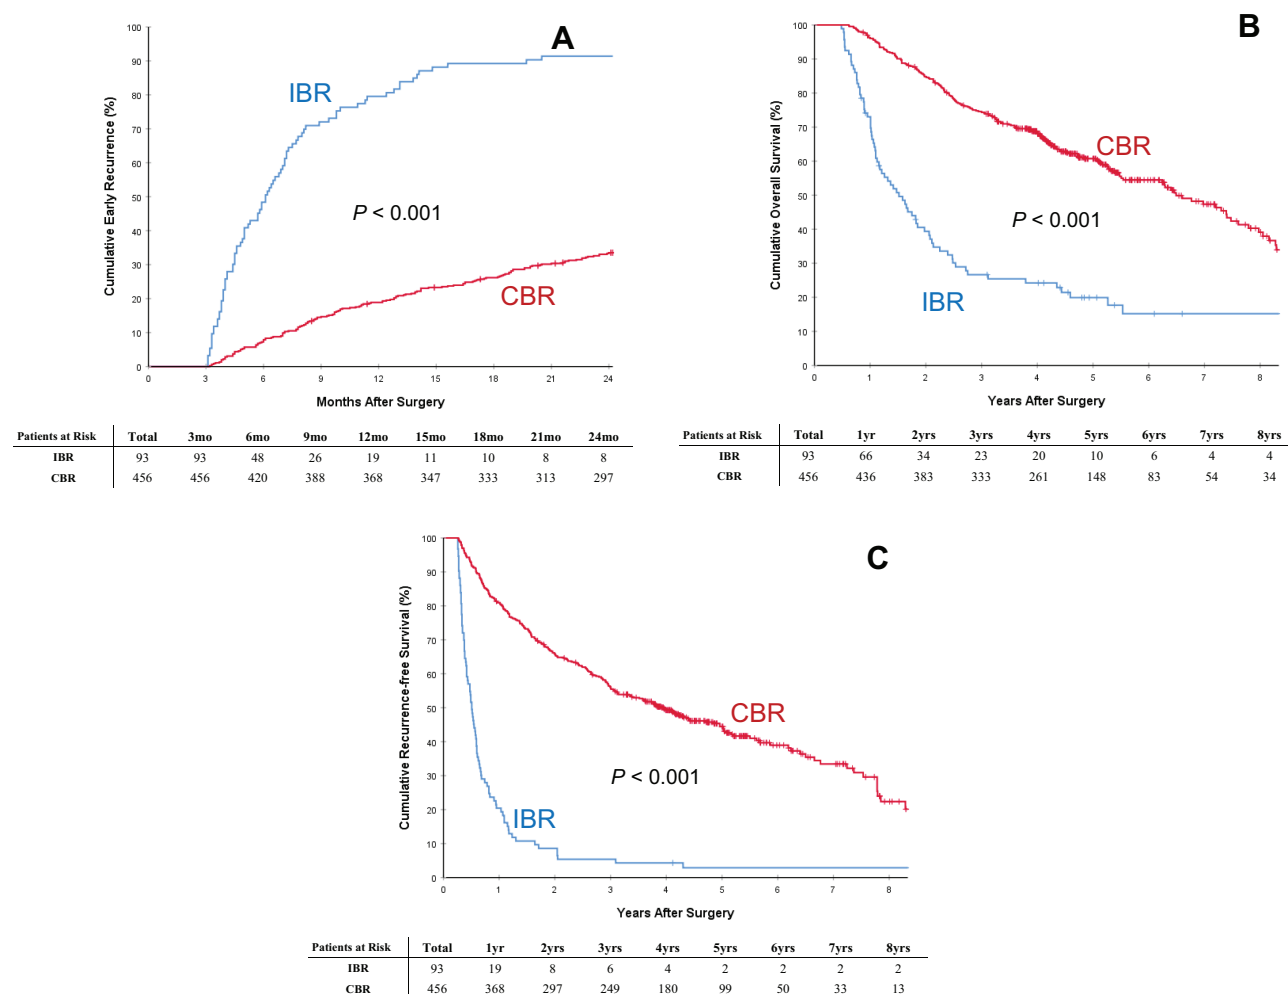 A
Cumulative Early Recurrence (%)
100
90
80
70
60
50
40
30
20
10
0
IBR
P < 0.001
CBR
0 3 6 9 12 15 18 21 24
Months After Surgery
Patients at Risk Total 3mo 6mo 9mo 12mo 15mo 18mo 21mo 24mo
IBR 93 93 48 26 19 11 10 8 8
CBR 456 456 420 388 368 347 333 313 297
B
Cumulative Overall Survival (%)
100
90
80
70
60
50
40
30
20
10
0
CBR
P < 0.001
IBR
0 1 2 3 4 5 6 7 8
Years After Surgery
Patients at Risk Total 1yr 2yrs 3yrs 4yrs 5yrs 6yrs 7yrs 8yrs
IBR 93 66 34 23 20 10 6 4 4
CBR 456 436 383 333 261 148 83 54 34
C
Cumulative Recurrence-free Survival (%)
100
90
80
70
60
50
40
30
20
10
0
CBR
P < 0.001
IBR
0 1 2 3 4 5 6 7 8
Years After Surgery
Patients at Risk Total 1yr 2yrs 3yrs 4yrs 5yrs 6yrs 7yrs 8yrs
IBR 93 19 8 6 4 2 2 2 2
CBR 456 368 297 249 180 99 50 33 13